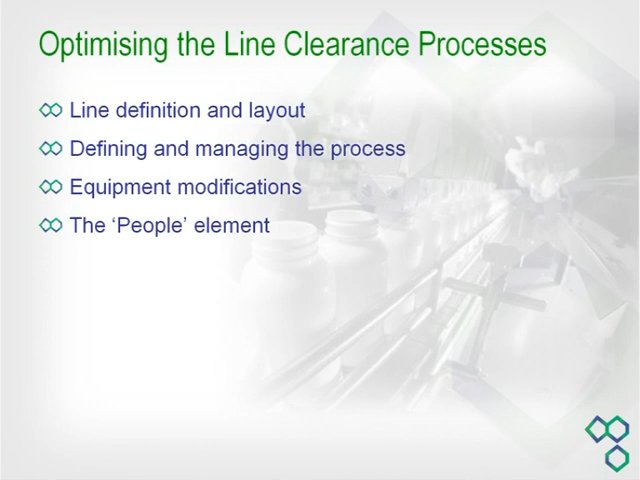 Optimising the Line Clearance Processes
Line definition and layout
Defining and managing the process
Equipment modifications
The ‘People’ element